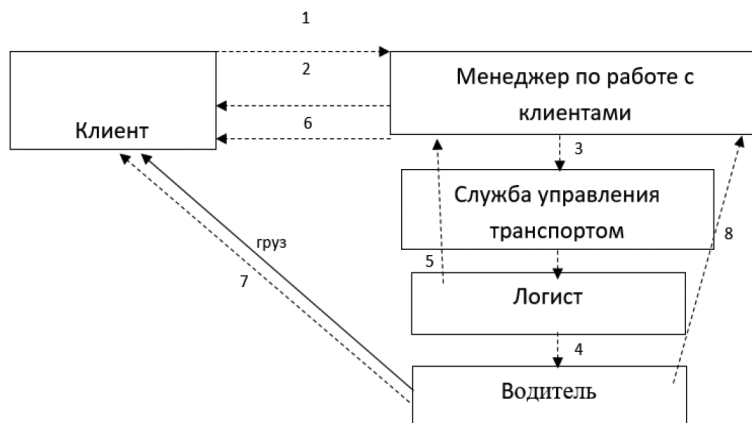 1
2
Менеджер по работе с
клиентами
Клиент
6
3
Служба управления
транспортом
груз
8
5
7
Логист
4
Водитель